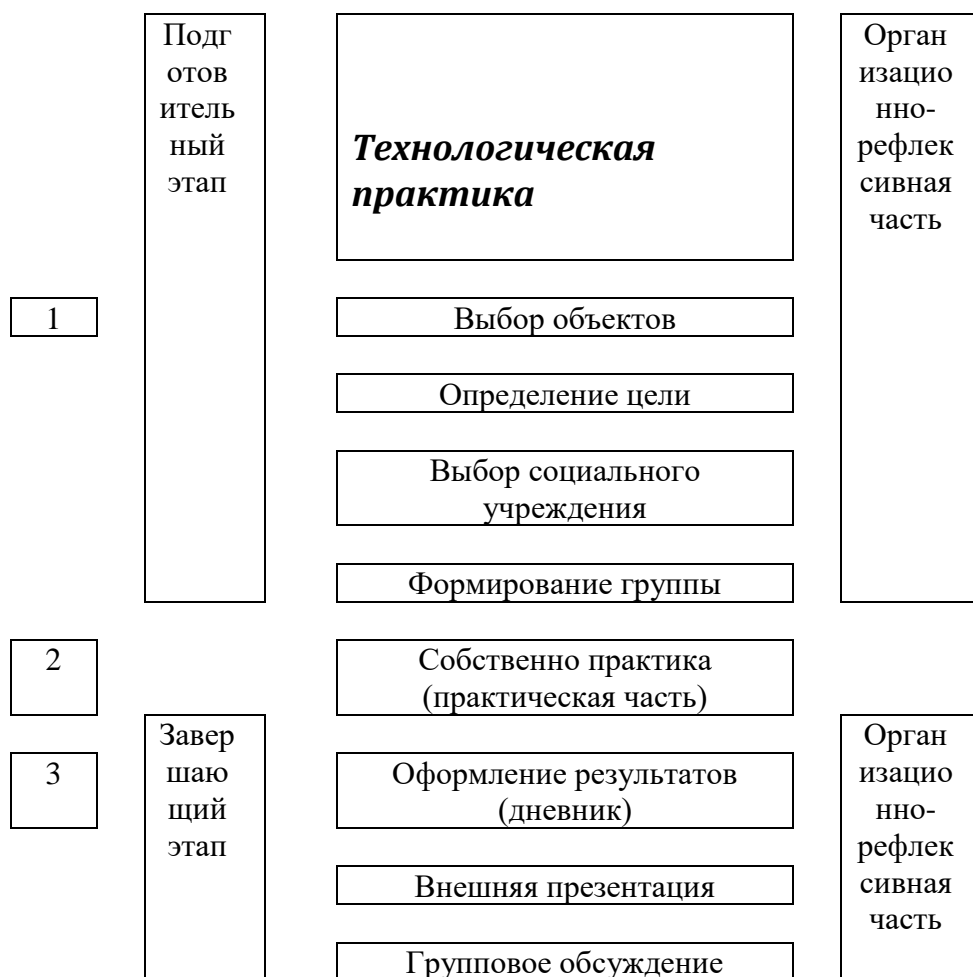 Подг
отов
итель
ный
этап
Технологическая
практика
Орган
изацио
нно-
рефлек
сивная
часть
1
Выбор объектов
Определение цели
Выбор социального
учреждения
Формирование группы
2
Собственно практика
(практическая часть)
Завер
шаю
щий
этап
Орган
изацио
нно-
рефлек
сивная
часть
3
Оформление результатов
(дневник)
Внешняя презентация
Групповое обсуждение